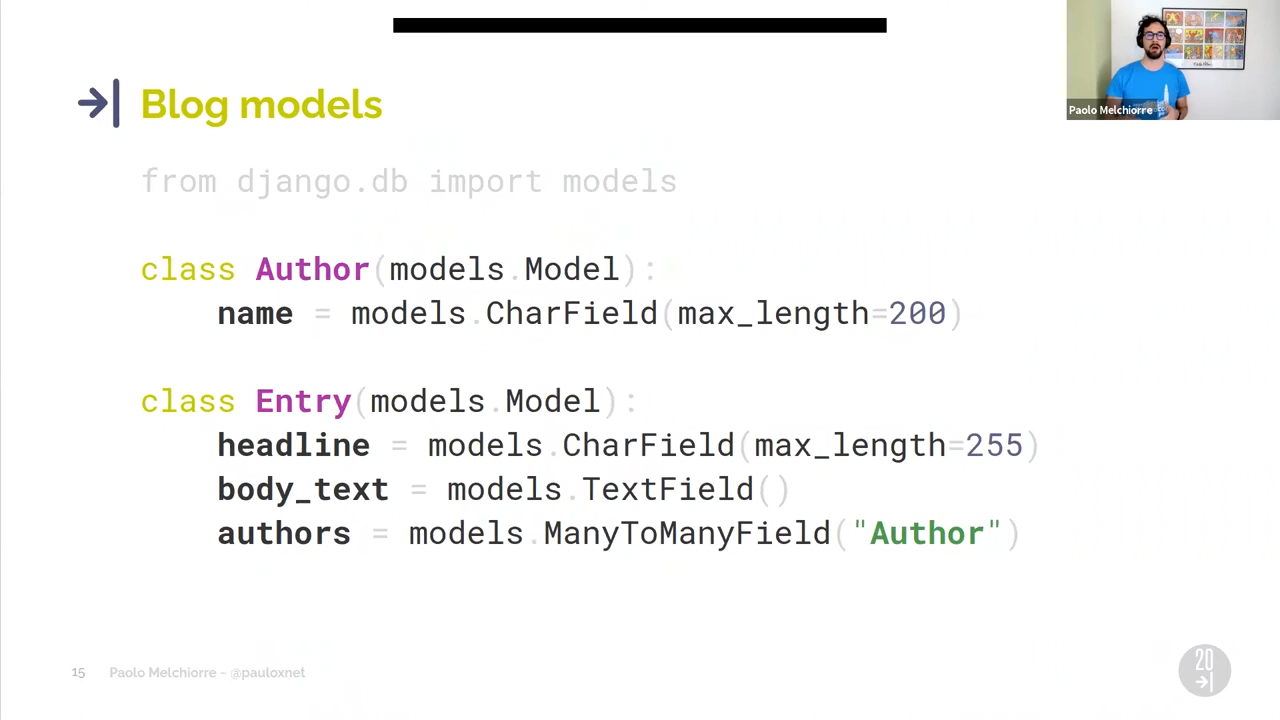 Blog models
Paolo Melchiorre
from django.db import models
class Author(models.Model):
    name = models.CharField(max_length=200)
class Entry(models.Model):
    headline = models.CharField(max_length=255)
    body_text = models.TextField()
    authors = models.ManyToManyField("Author")
15 Paolo Melchiorre ~ @pauloxnet
20